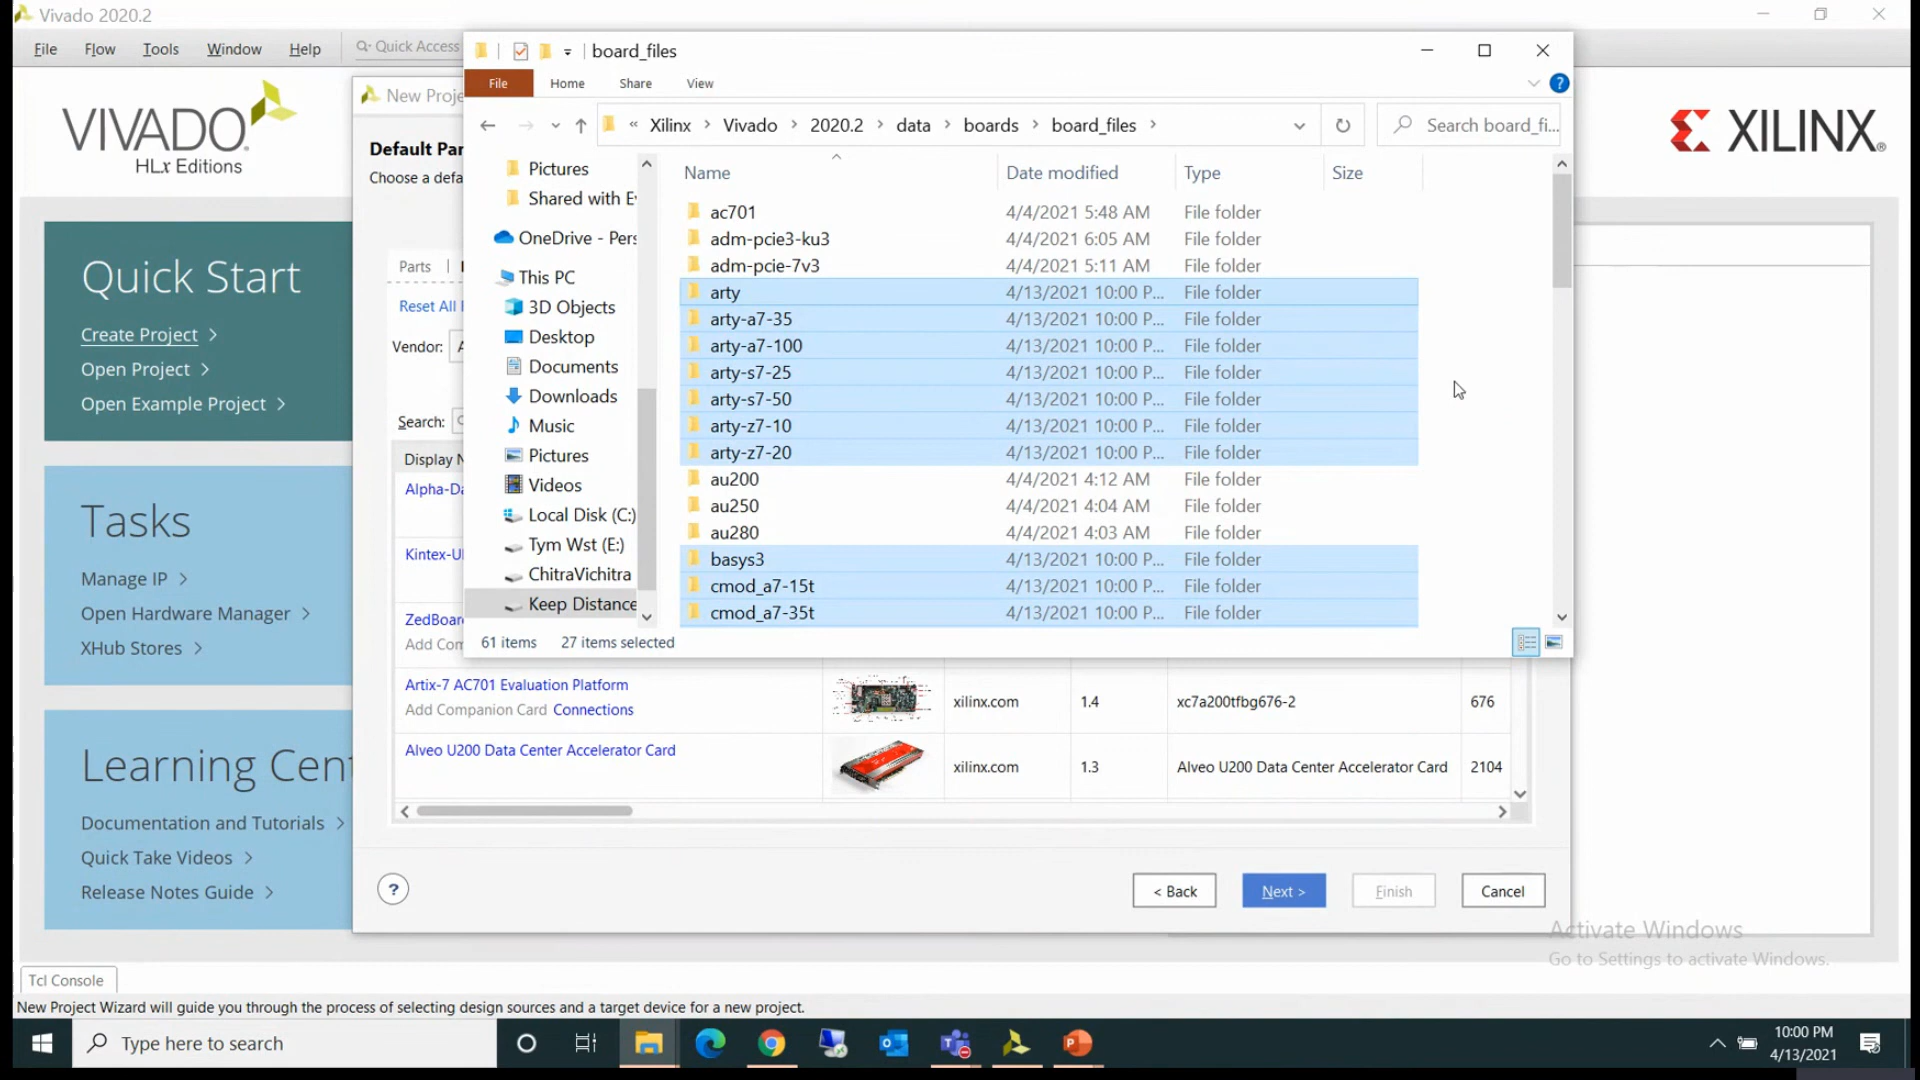 Vivado 2020.2
File Flow Tools Window Help Quick Access
VIVADO
HLx Editions
XILINX
Quick Start
Create Project >
Open Project >
Open Example Project >
Tasks
Manage IP >
Open Hardware Manager >
XHub Stores >
Learning Cent
Documentation and Tutorials >
Quick Take Videos >
Release Notes Guide >
Tcl Console
New Project Wizard will guide you through the process of selecting design sources and a target device for a new project.
New Proje
Default Par
Choose a defa
Parts
Reset All
Vendor:
Search:
Display N
Alpha-Da
Kintex-Ul
ZedBoar
Add Com
Artix-7 AC701 Evaluation Platform
Add Companion Card Connections
xilinx.com 1.4 xc7a200tfbg676-2 676
Alveo U200 Data Center Accelerator Card
xilinx.com 1.3 Alveo U200 Data Center Accelerator Card 2104
? < Back Next > Finish Cancel
board_files
File Home Share View ?
« Xilinx > Vivado > 2020.2 > data > boards > board_files > Search board_fi...
Pictures
Shared with Ev
OneDrive - Pers
This PC
3D Objects
Desktop
Documents
Downloads
Music
Pictures
Videos
Local Disk (C:)
Tym Wst (E:)
ChitraVichitra
Keep Distance
Name Date modified Type Size
ac701 4/4/2021 5:48 AM File folder
adm-pcie3-ku3 4/4/2021 6:05 AM File folder
adm-pcie-7v3 4/4/2021 5:11 AM File folder
arty 4/13/2021 10:00 P... File folder
arty-a7-35 4/13/2021 10:00 P... File folder
arty-a7-100 4/13/2021 10:00 P... File folder
arty-s7-25 4/13/2021 10:00 P... File folder
arty-s7-50 4/13/2021 10:00 P... File folder
arty-z7-10 4/13/2021 10:00 P... File folder
arty-z7-20 4/13/2021 10:00 P... File folder
au200 4/4/2021 4:12 AM File folder
au250 4/4/2021 4:04 AM File folder
au280 4/4/2021 4:03 AM File folder
basys3 4/13/2021 10:00 P... File folder
cmod_a7-15t 4/13/2021 10:00 P... File folder
cmod_a7-35t 4/13/2021 10:00 P... File folder
61 items 27 items selected
Activate Windows
Go to Settings to activate Windows.
Type here to search
10:00 PM
4/13/2021